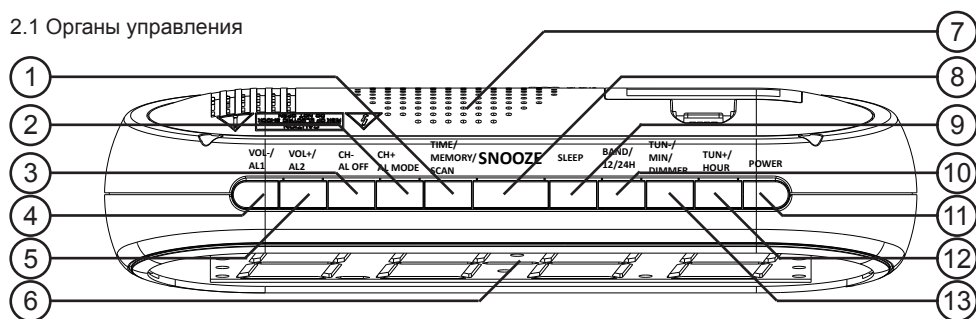 2.1 Органы управления
1
2
3
4
5
6
7
8
9
10
11
12
13
VOL-/
AL1
VOL+/
AL2
CH-
AL OFF
CH+
AL MODE
TIME/
MEMORY/
SCAN
SNOOZE
SLEEP
BAND/
12/24H
TUN-/
MIN/
DIMMER
TUN+/
HOUR
POWER